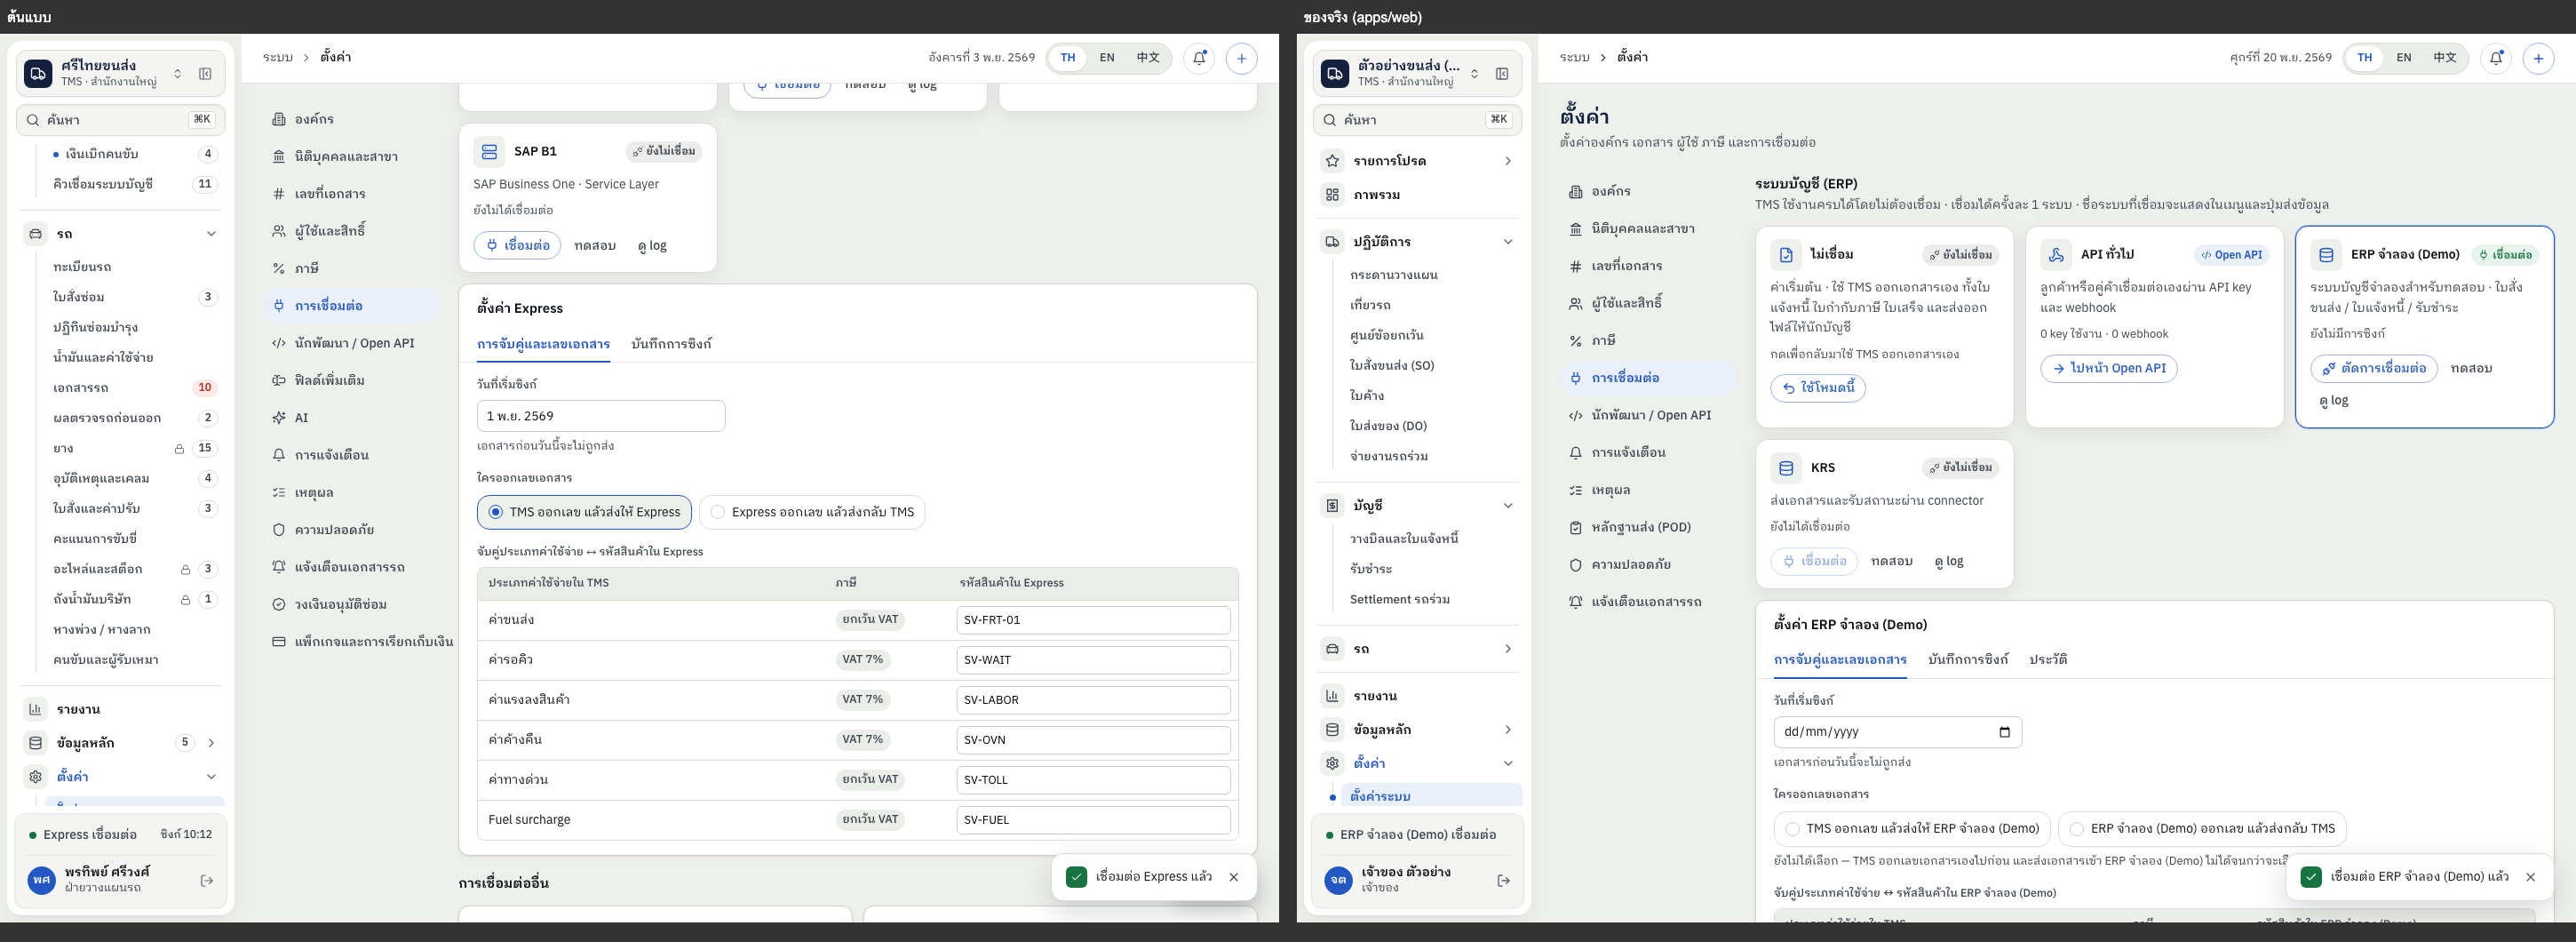 ต้นแบบ
ศรีไทยขนส่ง
TMS · สำนักงานใหญ่
ค้นหา ⌘K
เงินเบิกคนขับ 4
คิวเชื่อมระบบบัญชี 11
รถ
ทะเบียนรถ
ใบสั่งซ่อม 3
ปฏิทินซ่อมบำรุง
น้ำมันและค่าใช้จ่าย
เอกสารรถ 10
ผลตรวจรถก่อนออก 2
ยาง 15
อุบัติเหตุและเคลม 4
ใบสั่งและค่าปรับ 3
คะแนนการขับขี่
อะไหล่และสต็อก 3
ถังน้ำมันบริษัท 1
หางพ่วง / หางลาก
คนขับและผู้รับเหมา
รายงาน
ข้อมูลหลัก 5
ตั้งค่า
Express เชื่อมต่อ ซิงก์ 10:12
พศ พรทิพย์ ศรีวงศ์
ฝ่ายวางแผนรถ
ระบบ > ตั้งค่า
อังคารที่ 3 พ.ย. 2569 TH EN 中文
องค์กร
นิติบุคคลและสาขา
เลขที่เอกสาร
ผู้ใช้และสิทธิ์
ภาษี
การเชื่อมต่อ
นักพัฒนา / Open API
ฟิลด์เพิ่มเติม
AI
การแจ้งเตือน
เหตุผล
ความปลอดภัย
แจ้งเตือนเอกสารรถ
วงเงินอนุมัติซ่อม
แพ็กเกจและการเรียกเก็บเงิน
เชื่อมต่อ ทดสอบ ดู log
SAP B1 ยังไม่เชื่อม
SAP Business One · Service Layer
ยังไม่ได้เชื่อมต่อ
เชื่อมต่อ ทดสอบ ดู log
ตั้งค่า Express
การจับคู่และเลขเอกสาร บันทึกการซิงก์
วันที่เริ่มซิงก์
1 พ.ย. 2569
เอกสารก่อนวันนี้จะไม่ถูกส่ง
ใครออกเลขเอกสาร
TMS ออกเลข แล้วส่งให้ Express Express ออกเลข แล้วส่งกลับ TMS
จับคู่ประเภทค่าใช้จ่าย ↔ รหัสสินค้าใน Express
ประเภทค่าใช้จ่ายใน TMS ภาษี รหัสสินค้าใน Express
ค่าขนส่ง ยกเว้น VAT SV-FRT-01
ค่ารอคิว VAT 7% SV-WAIT
ค่าแรงลงสินค้า VAT 7% SV-LABOR
ค่าค้างคืน VAT 7% SV-OVN
ค่าทางด่วน ยกเว้น VAT SV-TOLL
Fuel surcharge ยกเว้น VAT SV-FUEL
การเชื่อมต่ออื่น
เชื่อมต่อ Express แล้ว
ของจริง (apps/web)
ตัวอย่างขนส่ง (...
TMS · สำนักงานใหญ่
ค้นหา ⌘K
รายการโปรด
ภาพรวม
ปฏิบัติการ
กระดานวางแผน
เที่ยวรถ
ศูนย์ข้อยกเว้น
ใบสั่งขนส่ง (SO)
ใบค้าง
ใบส่งของ (DO)
จ่ายงานรถร่วม
บัญชี
วางบิลและใบแจ้งหนี้
รับชำระ
Settlement รถร่วม
รถ
รายงาน
ข้อมูลหลัก
ตั้งค่า
ตั้งค่าระบบ
ERP จำลอง (Demo) เชื่อมต่อ
จต เจ้าของ ตัวอย่าง
เจ้าของ
ระบบ > ตั้งค่า
ศุกร์ที่ 20 พ.ย. 2569 TH EN 中文
ตั้งค่า
ตั้งค่าองค์กร เอกสาร ผู้ใช้ ภาษี และการเชื่อมต่อ
องค์กร
นิติบุคคลและสาขา
เลขที่เอกสาร
ผู้ใช้และสิทธิ์
ภาษี
การเชื่อมต่อ
นักพัฒนา / Open API
การแจ้งเตือน
เหตุผล
หลักฐานส่ง (POD)
ความปลอดภัย
แจ้งเตือนเอกสารรถ
ระบบบัญชี (ERP)
TMS ใช้งานครบได้โดยไม่ต้องเชื่อม · เชื่อมได้ครั้งละ 1 ระบบ · ชื่อระบบที่เชื่อมจะแสดงในเมนูและปุ่มส่งข้อมูล
ไม่เชื่อม ยังไม่เชื่อม
ค่าเริ่มต้น · ใช้ TMS ออกเอกสารเอง ทั้งใบ
แจ้งหนี้ ใบกำกับภาษี ใบเสร็จ และส่งออก
ไฟล์ให้นักบัญชี
กดเพื่อกลับมาใช้ TMS ออกเอกสารเอง
ใช้โหมดนี้
API ทั่วไป Open API
ลูกค้าหรือคู่ค้าเชื่อมต่อเองผ่าน API key
และ webhook
0 key ใช้งาน · 0 webhook
ไปหน้า Open API
ERP จำลอง (Demo) เชื่อมต่อ
ระบบบัญชีจำลองสำหรับทดสอบ · ใบสั่ง
ขนส่ง / ใบแจ้งหนี้ / รับชำระ
ยังไม่มีการซิงก์
ตัดการเชื่อมต่อ ทดสอบ
ดู log
KRS ยังไม่เชื่อม
ส่งเอกสารและรับสถานะผ่าน connector
ยังไม่ได้เชื่อมต่อ
เชื่อมต่อ ทดสอบ ดู log
ตั้งค่า ERP จำลอง (Demo)
การจับคู่และเลขเอกสาร บันทึกการซิงก์ ประวัติ
วันที่เริ่มซิงก์
dd/mm/yyyy
เอกสารก่อนวันนี้จะไม่ถูกส่ง
ใครออกเลขเอกสาร
TMS ออกเลข แล้วส่งให้ ERP จำลอง (Demo) ERP จำลอง (Demo) ออกเลข แล้วส่งกลับ TMS
ยังไม่ได้เลือก — TMS ออกเลขเอกสารเองไปก่อน และส่งเอกสารเข้า ERP จำลอง (Demo) ไม่ได้จนกว่าจะ
จับคู่ประเภทค่าใช้จ่าย ↔ รหัสสินค้าใน ERP จำลอง (Demo)
เชื่อมต่อ ERP จำลอง (Demo) แล้ว